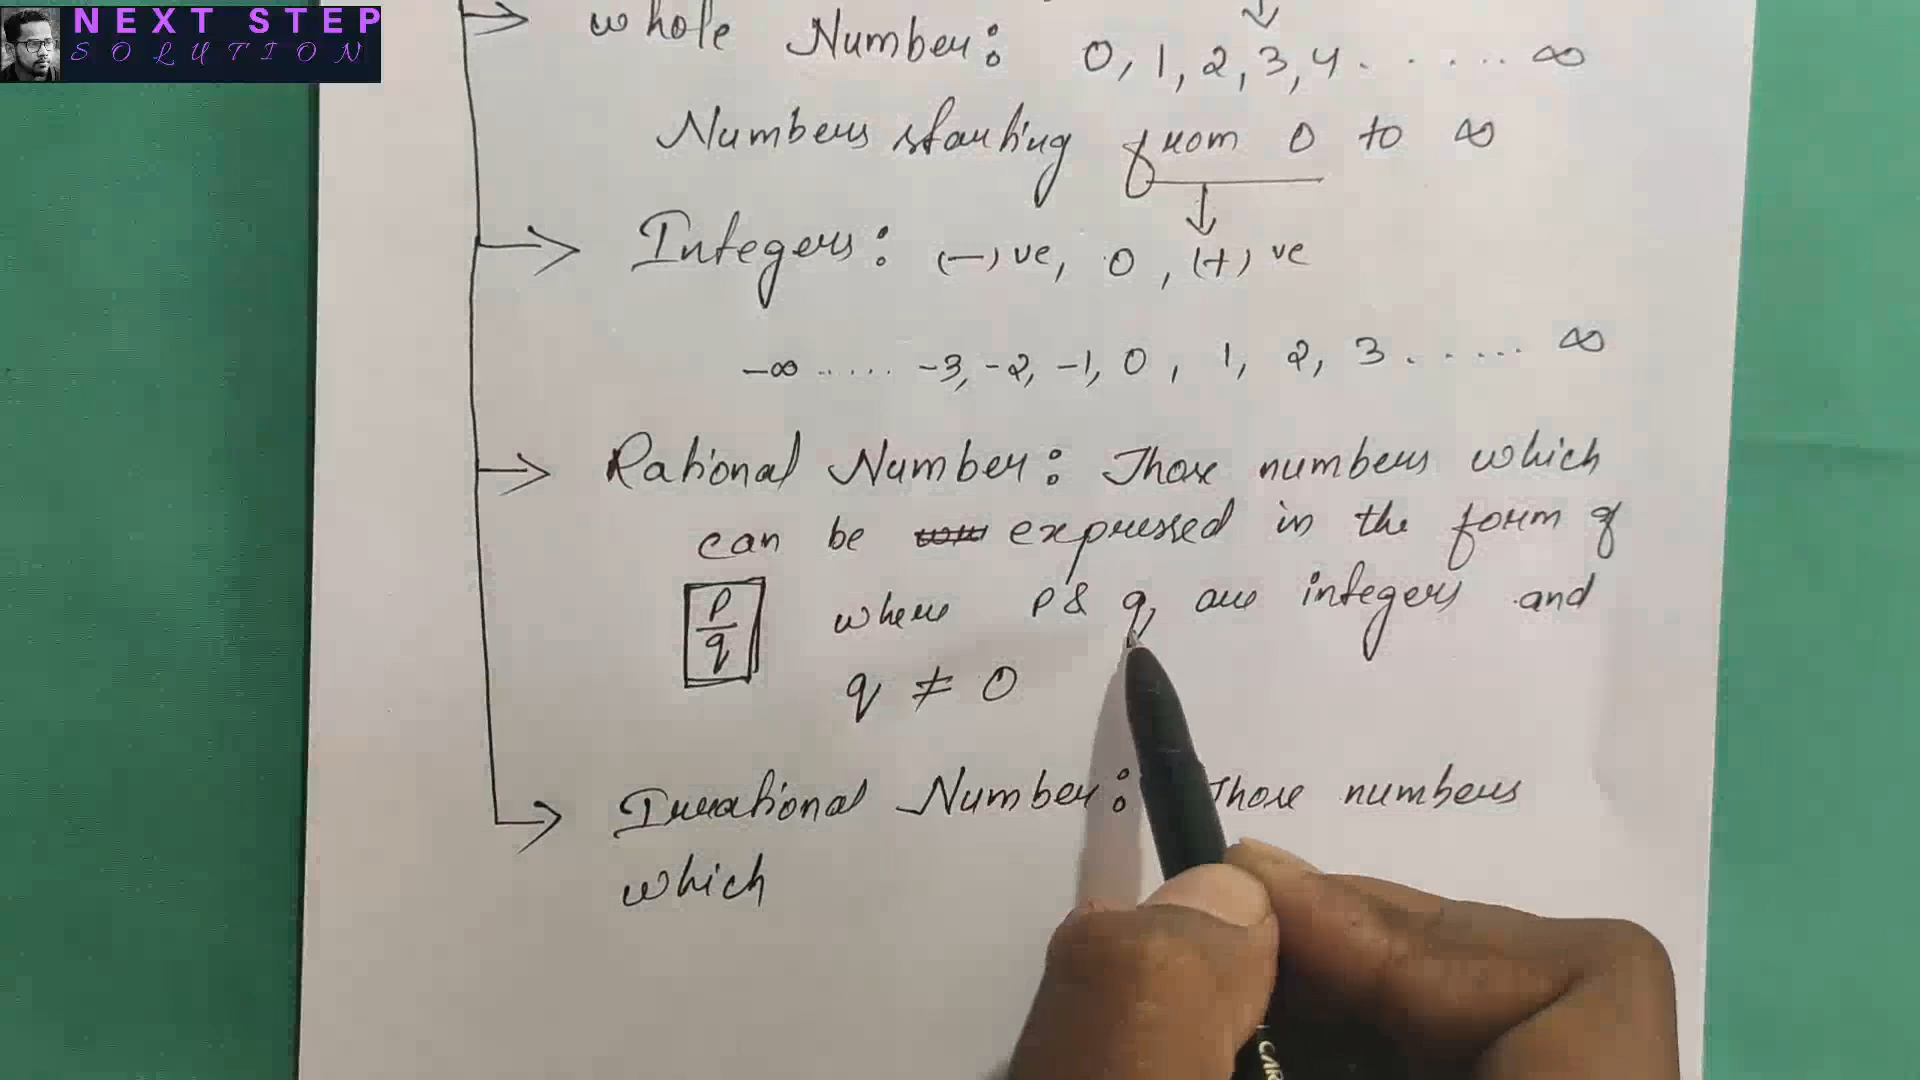 NEXT STEP
SOLUTION
Whole Number: 0, 1, 2, 3, 4 . . . . . . ∞
Numbers starting from 0 to ∞
Integers: (−)ve, 0, (+)ve
−∞ ..... −3, −2, −1, 0, 1, 2, 3 ...... ∞
Rational Number: Those numbers which
can be expressed in the form of
p/q where p & q are integers and
q ≠ 0
Irrational Number: Those numbers
which
CAR